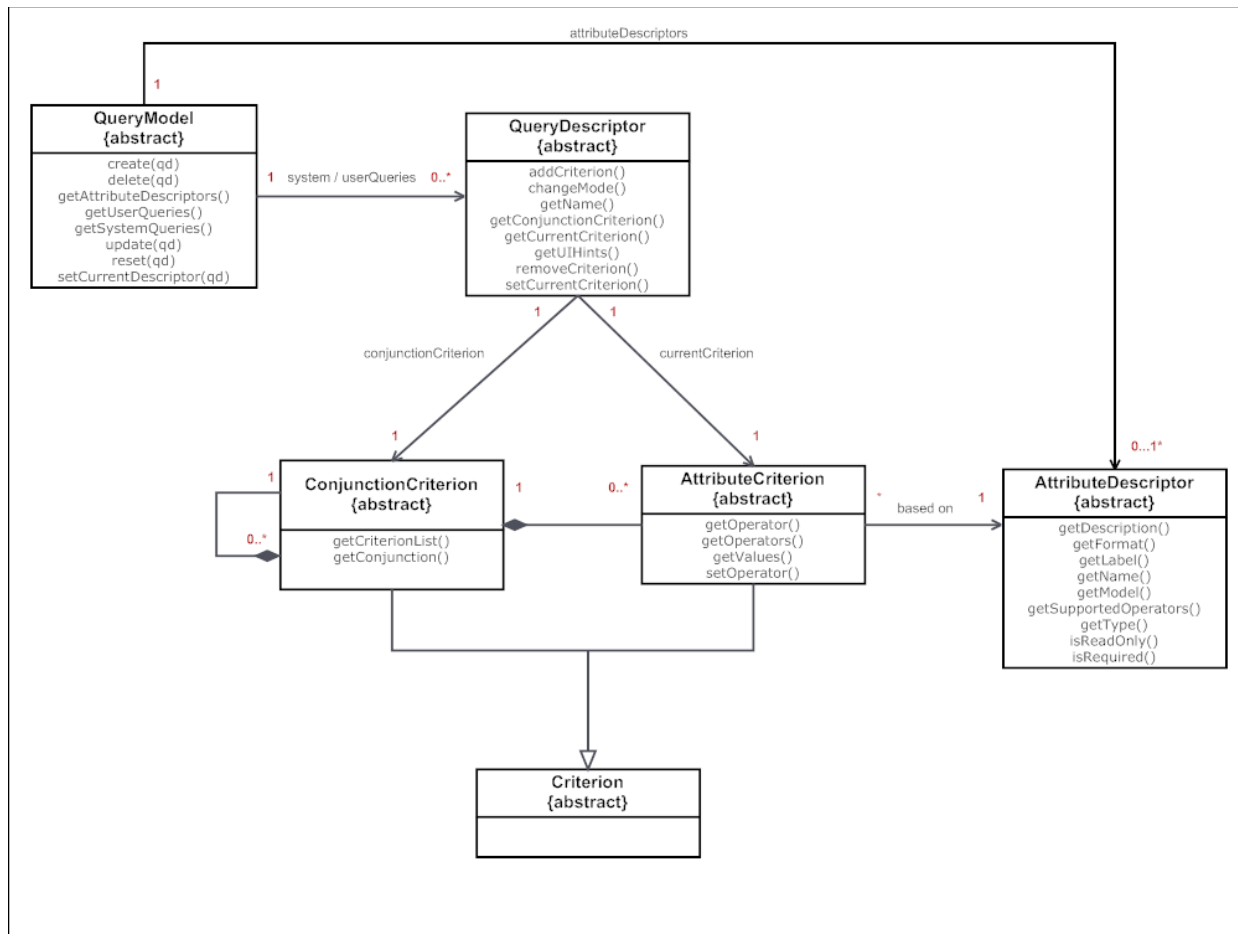 attributeDescriptors
1
QueryModel
{abstract}
create(qd)
delete(qd)
getAttributeDescriptors()
getUserQueries()
getSystemQueries()
update(qd)
reset(qd)
setCurrentDescriptor(qd)
1 system / userQueries 0..*
QueryDescriptor
{abstract}
addCriterion()
changeMode()
getName()
getConjunctionCriterion()
getCurrentCriterion()
getUIHints()
removeCriterion()
setCurrentCriterion()
1 1
conjunctionCriterion currentCriterion
1 1 0...1*
1
0..*
ConjunctionCriterion
{abstract}
getCriterionList()
getConjunction()
1 0..*
AttributeCriterion
{abstract}
getOperator()
getOperators()
getValues()
setOperator()
* based on 1
AttributeDescriptor
{abstract}
getDescription()
getFormat()
getLabel()
getName()
getModel()
getSupportedOperators()
getType()
isReadOnly()
isRequired()
Criterion
{abstract}